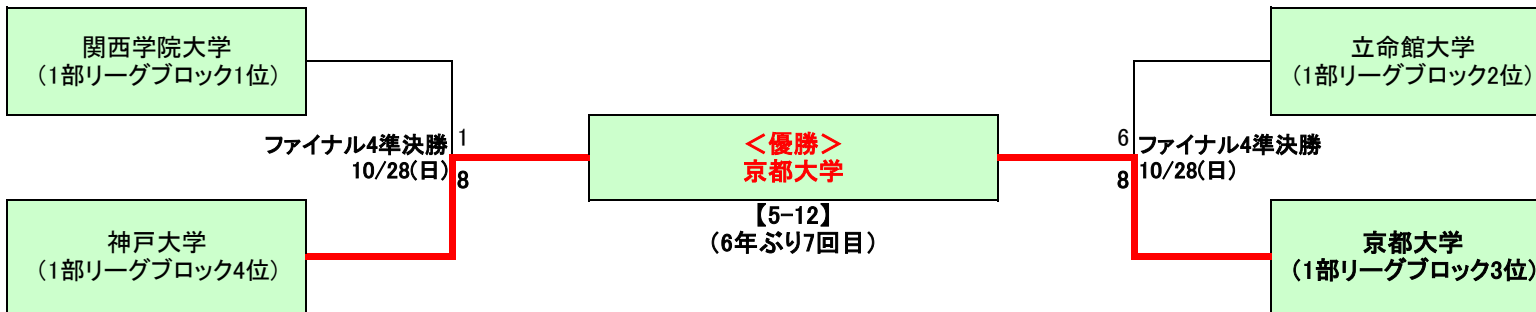 関西学院大学
(1部リーグブロック1位)
ファイナル4準決勝
10/28(日)
1
8
神戸大学
(1部リーグブロック4位)
＜優勝＞
京都大学
【5-12】
(6年ぶり7回目)
立命館大学
(1部リーグブロック2位)
6
8
ファイナル4準決勝
10/28(日)
京都大学
(1部リーグブロック3位)